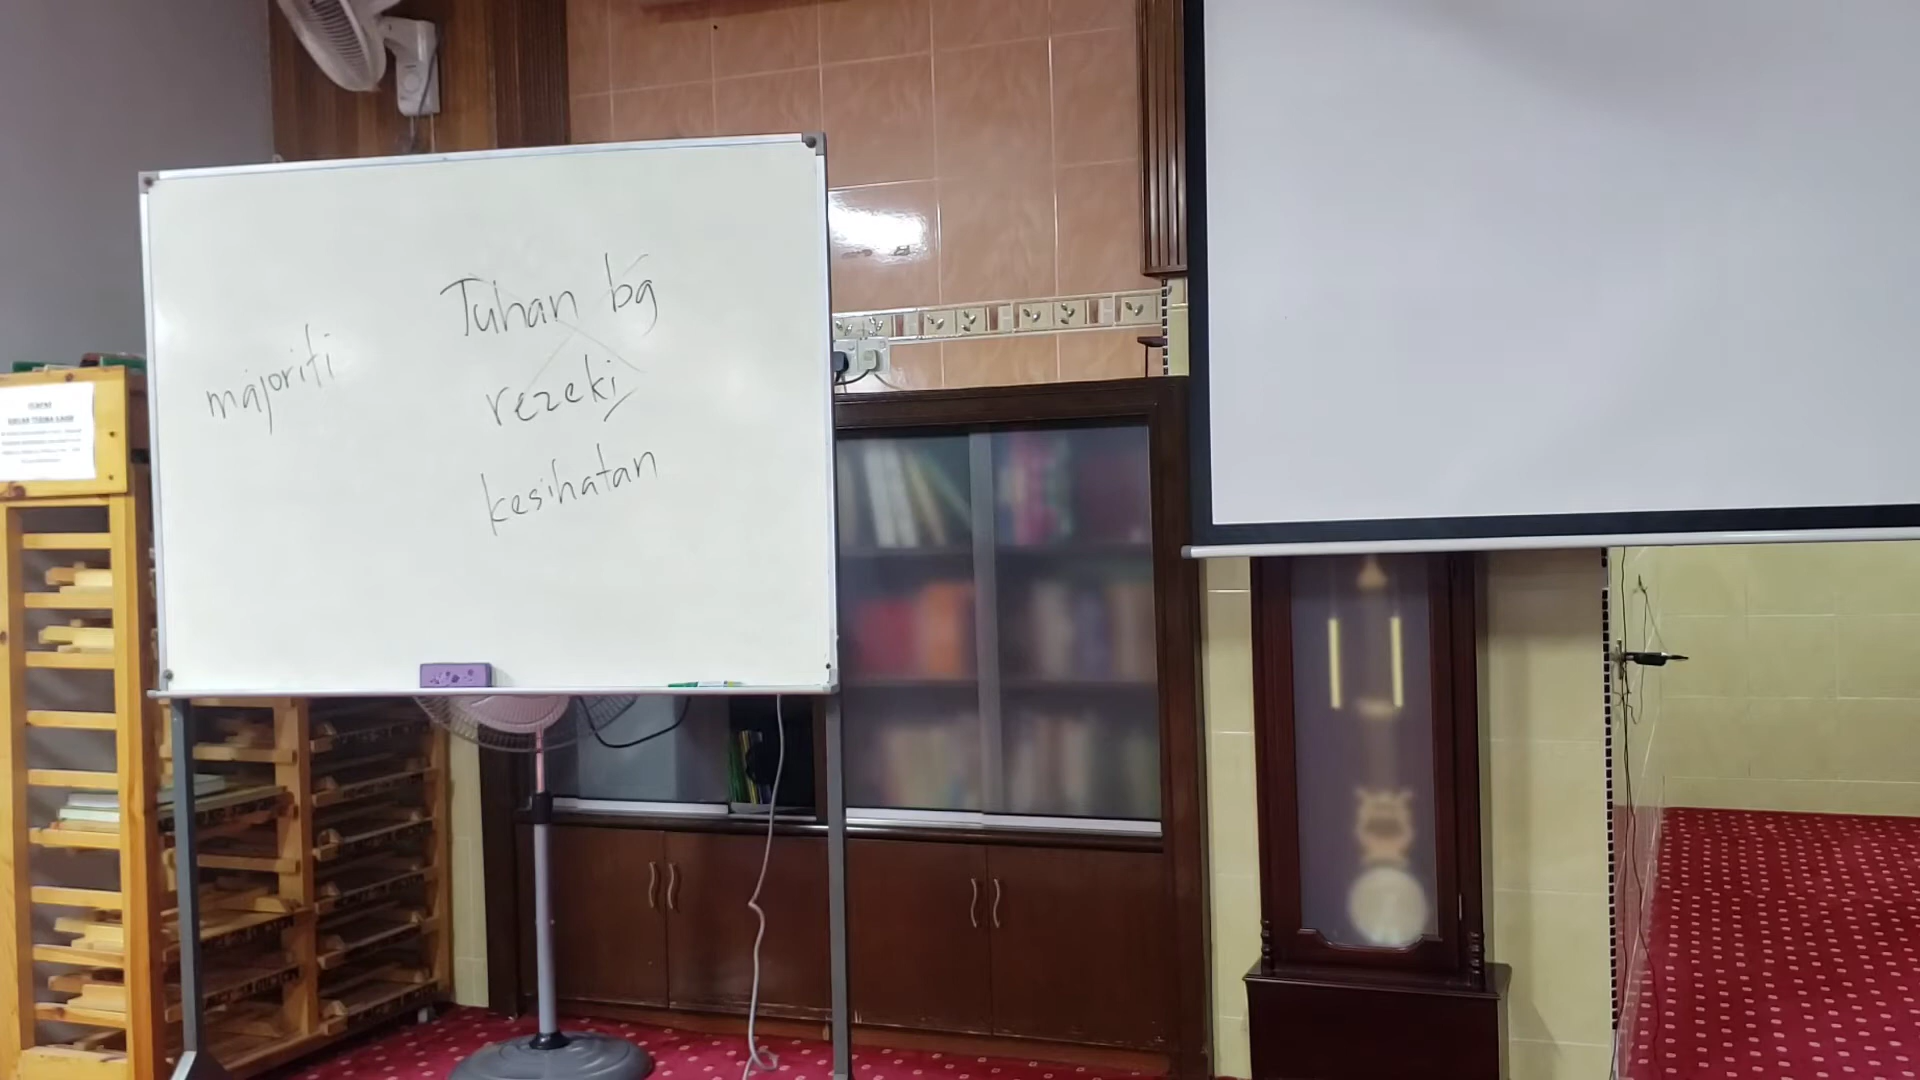 majoriti
Tuhan bg
rezeki
kesihatan